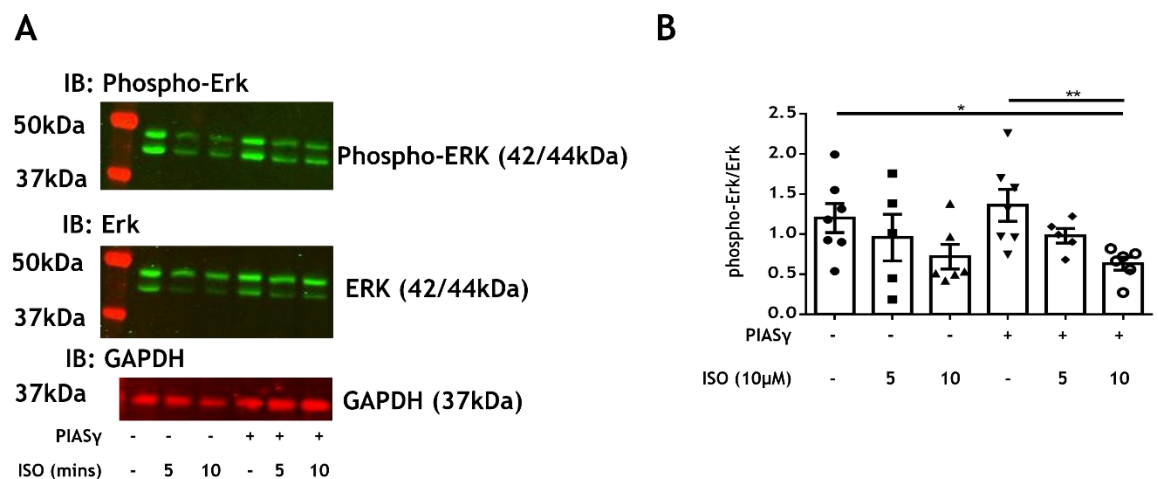 A
IB: Phospho-Erk
50kDa
Phospho-ERK (42/44kDa)
37kDa
IB: Erk
50kDa
ERK (42/44kDa)
37kDa
IB: GAPDH
37kDa
GAPDH (37kDa)
PIASγ - - - + + +
ISO (mins) - 5 10 - 5 10
B
**
*
phospho-Erk/Erk
2.5
2.0
1.5
1.0
0.5
0.0
PIASγ - - - + + +
ISO (10µM) - 5 10 - 5 10